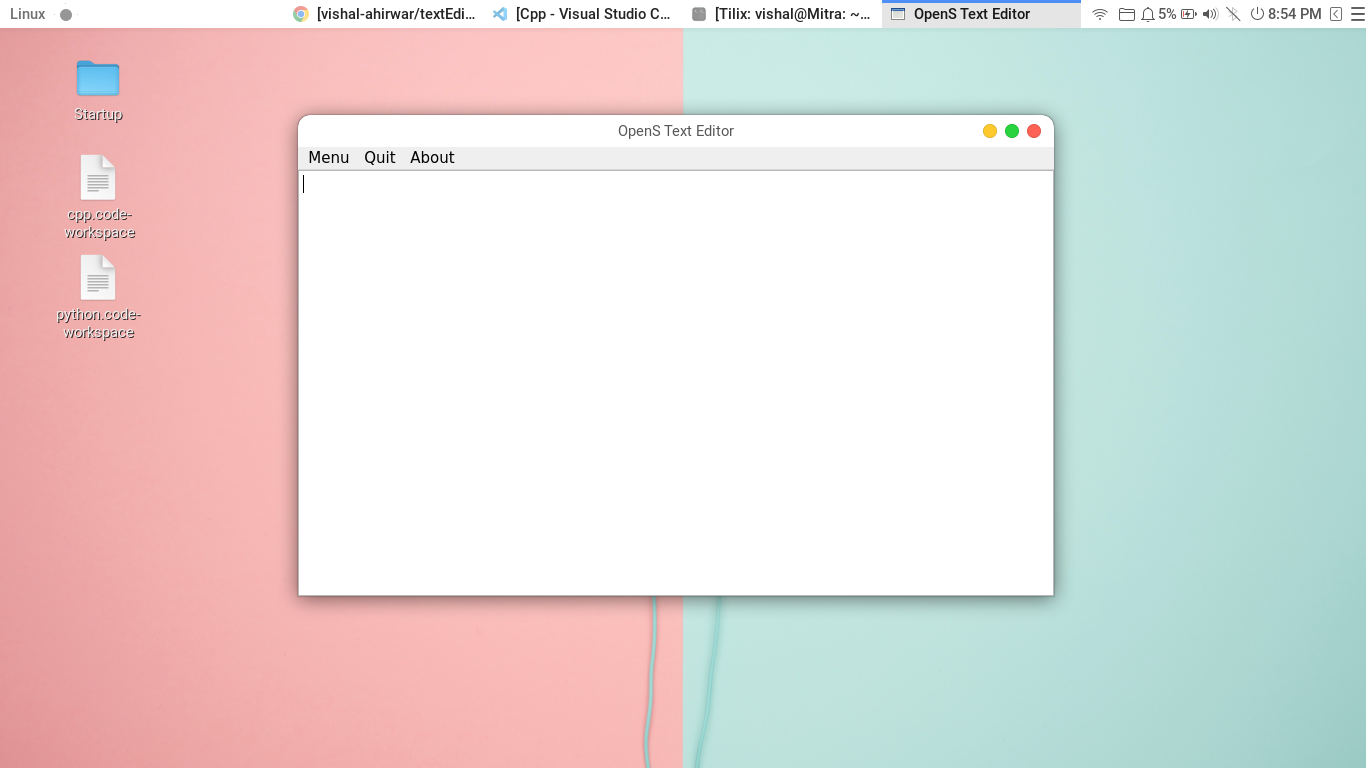 Linux
[vishal-ahirwar/textEdi...
[Cpp - Visual Studio C...
[Tilix: vishal@Mitra: ~...
OpenS Text Editor
5%
8:54 PM
Startup
cpp.code-
workspace
python.code-
workspace
OpenS Text Editor
Menu Quit About